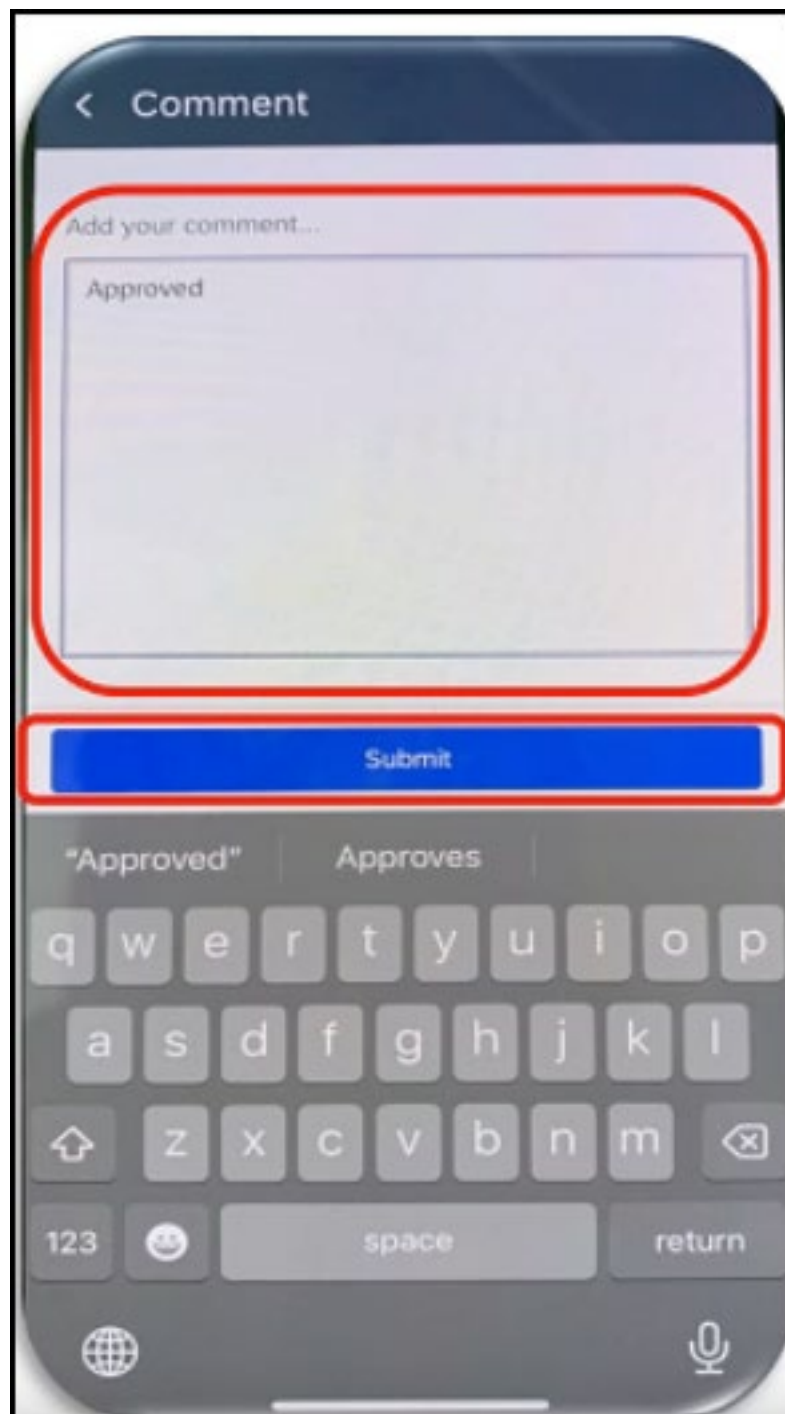 < Comment
Add your comment...
Approved
Submit
"Approved" Approves
q w e r t y u i o p
a s d f g h j k l
z x c v b n m
123 space return